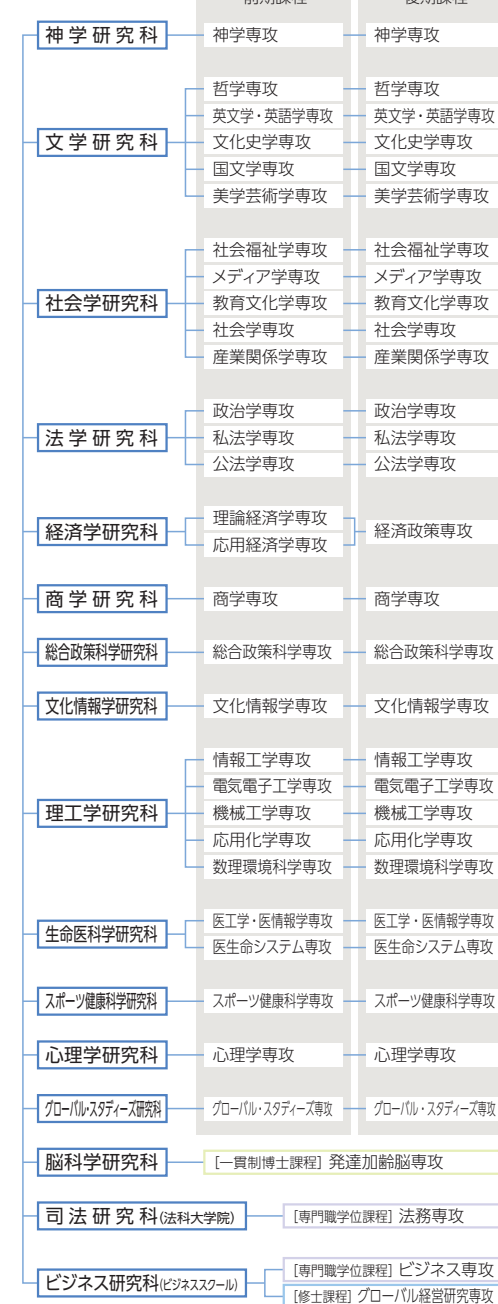 前期課程 後期課程
神学研究科 神学専攻 神学専攻
哲学専攻 哲学専攻
英文学・英語学専攻 英文学・英語学専攻
文学研究科 文化史学専攻 文化史学専攻
国文学専攻 国文学専攻
美学芸術学専攻 美学芸術学専攻
社会福祉学専攻 社会福祉学専攻
メディア学専攻 メディア学専攻
社会学研究科 教育文化学専攻 教育文化学専攻
社会学専攻 社会学専攻
産業関係学専攻 産業関係学専攻
政治学専攻 政治学専攻
法学研究科 私法学専攻 私法学専攻
公法学専攻 公法学専攻
理論経済学専攻
経済学研究科 経済政策専攻
応用経済学専攻
商学研究科 商学専攻 商学専攻
総合政策科学研究科 総合政策科学専攻 総合政策科学専攻
文化情報学研究科 文化情報学専攻 文化情報学専攻
情報工学専攻 情報工学専攻
電気電子工学専攻 電気電子工学専攻
理工学研究科 機械工学専攻 機械工学専攻
応用化学専攻 応用化学専攻
数理環境科学専攻 数理環境科学専攻
医工学・医情報学専攻 医工学・医情報学専攻
生命医科学研究科
医生命システム専攻 医生命システム専攻
スポーツ健康科学研究科 スポーツ健康科学専攻 スポーツ健康科学専攻
心理学研究科 心理学専攻 心理学専攻
グローバル・スタディーズ研究科 グローバル・スタディーズ専攻 グローバル・スタディーズ専攻
脳科学研究科 [一貫制博士課程] 発達加齢脳専攻
司法研究科(法科大学院) [専門職学位課程] 法務専攻
[専門職学位課程] ビジネス専攻
ビジネス研究科(ビジネススクール)
[修士課程] グローバル経営研究専攻